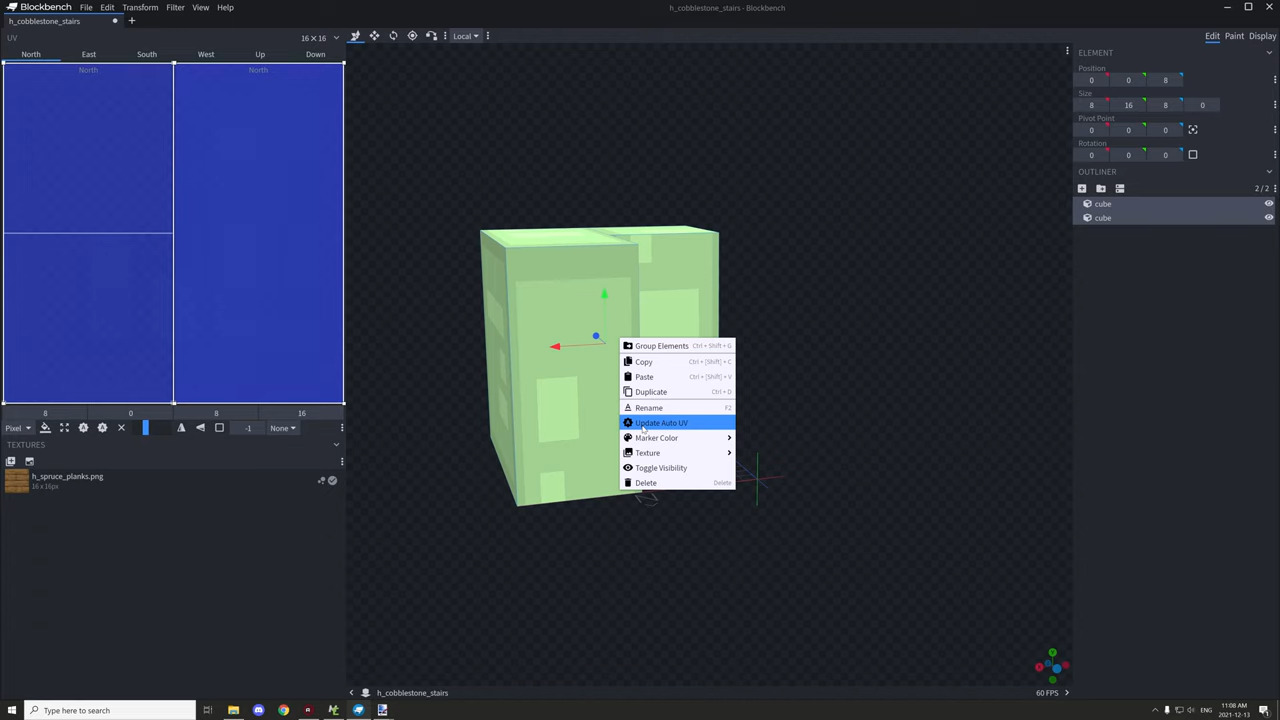 Blockbench File Edit Transform Filter View Help
h_cobblestone_stairs - Blockbench
h_cobblestone_stairs
UV 16 × 16
Local
Edit Paint Display
North East South West Up Down
North North
ELEMENT
Position
0 0 8
Size
8 16 8 0
Pivot Point
0 0 0
Rotation
0 0 0
OUTLINER
2 / 2
cube
cube
Group Elements Ctrl + Shift + G
Copy Ctrl + [Shift] + C
Paste Ctrl + [Shift] + V
Duplicate Ctrl + D
Rename F2
Update Auto UV
Marker Color
Texture
Toggle Visibility
Delete Delete
8 0 8 16
Pixel -1 None
TEXTURES
h_spruce_planks.png
16 x 16px
h_cobblestone_stairs
60 FPS
Type here to search
ENG
11:08 AM
2021-12-13